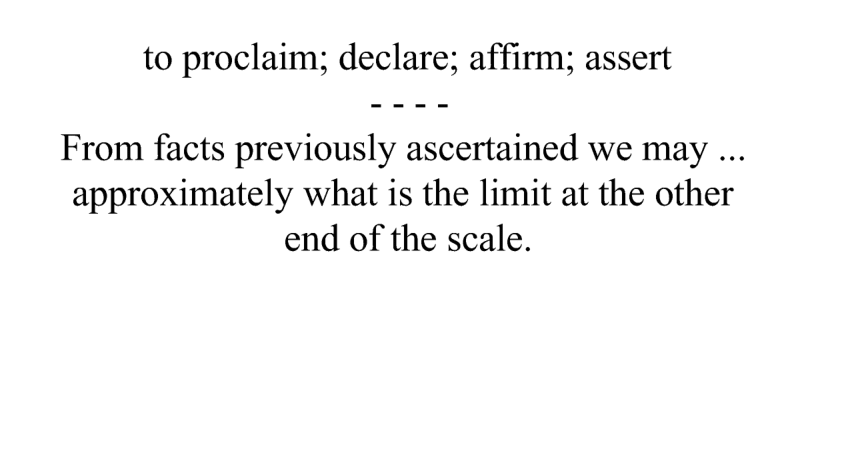 to proclaim; declare; affirm; assert
- - - -
From facts previously ascertained we may ...
approximately what is the limit at the other
end of the scale.